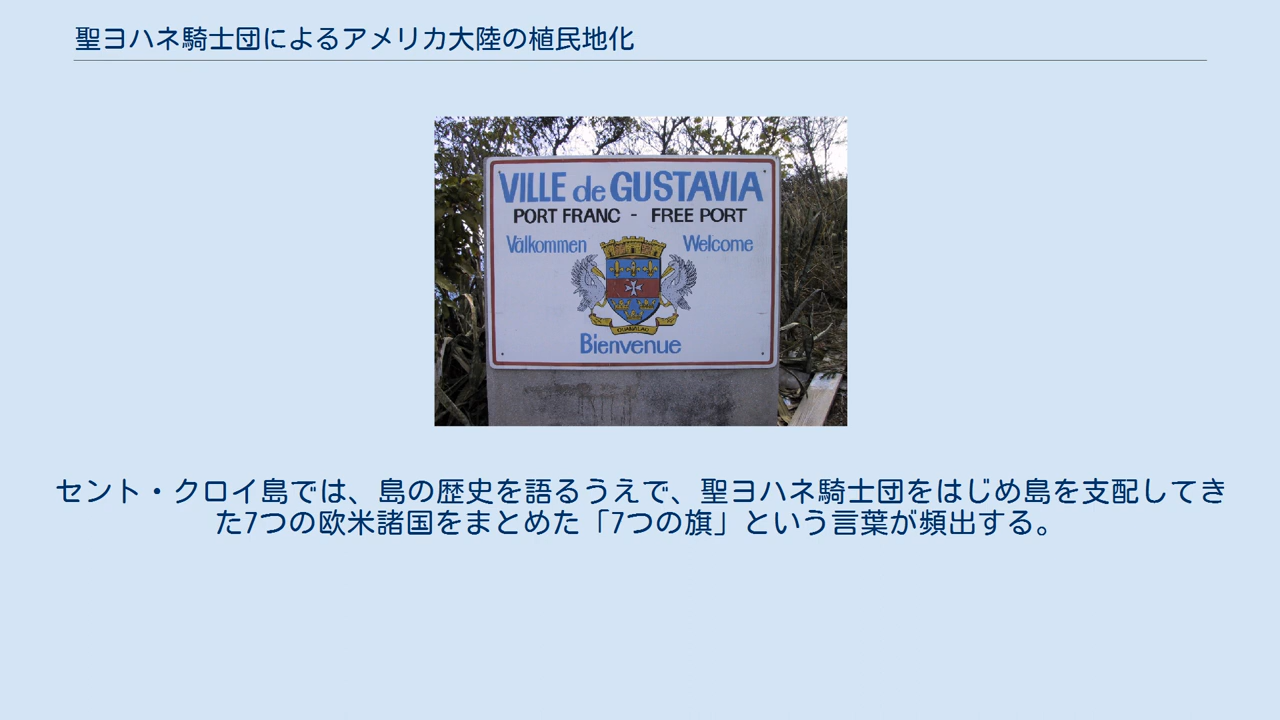 聖ヨハネ騎士団によるアメリカ大陸の植民地化
VILLE de GUSTAVIA
PORT FRANC - FREE PORT
Välkommen Welcome
OUANALAO
Bienvenue
セント・クロイ島では、島の歴史を語るうえで、聖ヨハネ騎士団をはじめ島を支配してき
た7つの欧米諸国をまとめた「7つの旗」という言葉が頻出する。